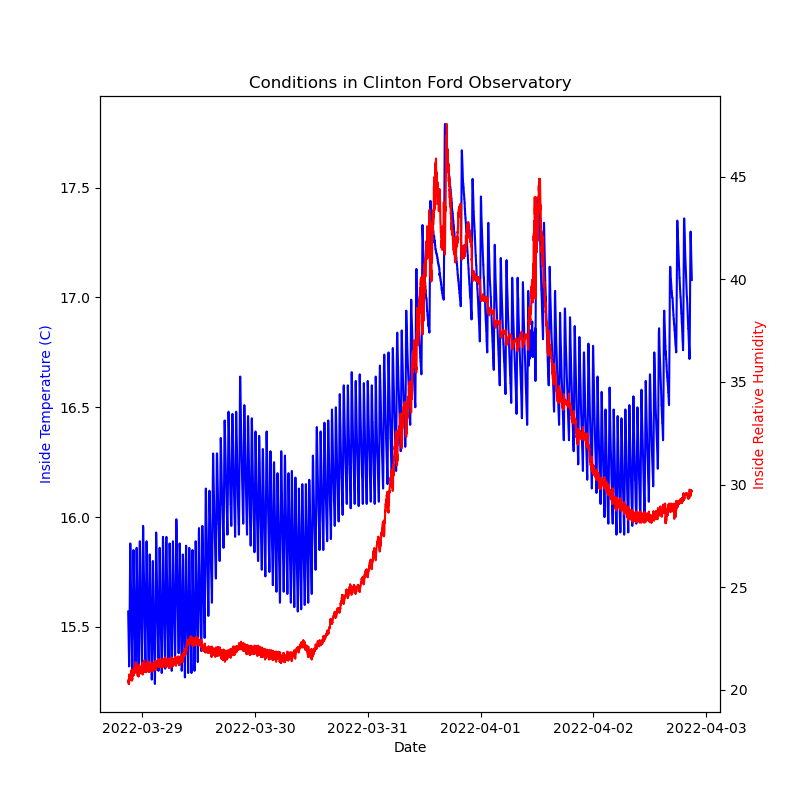 Conditions in Clinton Ford Observatory
17.5
17.0
16.5
16.0
15.5
Inside Temperature (C)
45
40
35
30
25
20
Inside Relative Humidity
2022-03-29 2022-03-30 2022-03-31 2022-04-01 2022-04-02 2022-04-03
Date